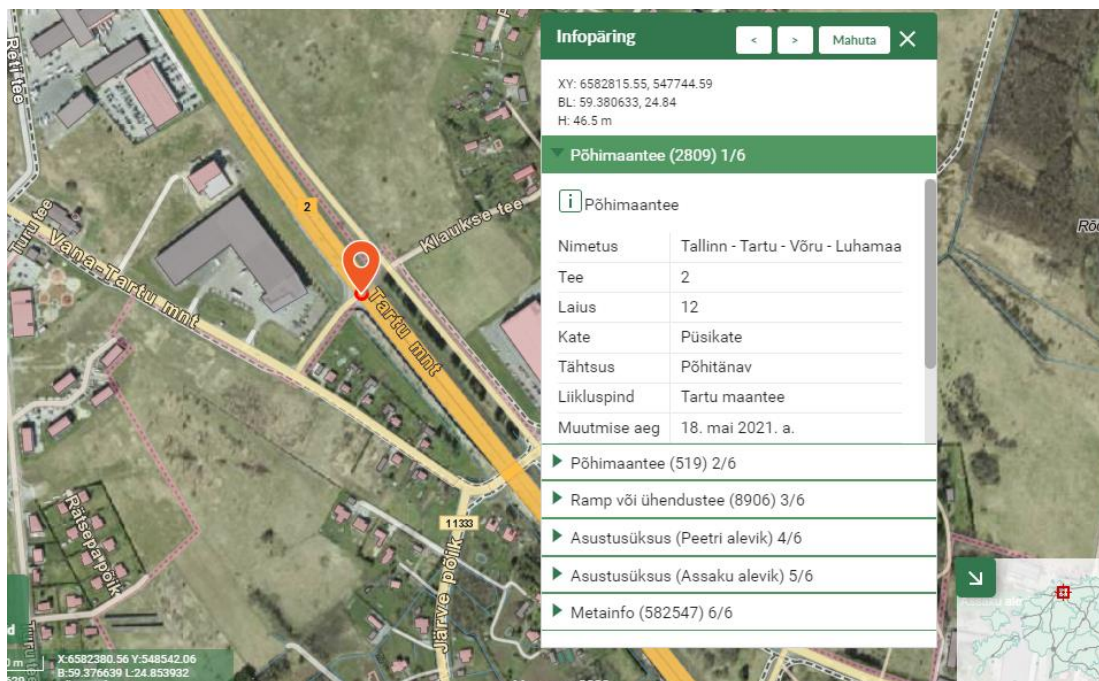 Infopäring
<
>
Mahuta
XY: 6582815.55, 547744.59
BL: 59.380633, 24.84
H: 46.5 m
Põhimaantee (2809) 1/6
i Põhimaantee
Nimetus Tallinn - Tartu - Võru - Luhamaa
Tee 2
Laius 12
Kate Püsikate
Tähtsus Põhitänav
Liikluspind Tartu maantee
Muutmise aeg 18. mai 2021. a.
Põhimaantee (519) 2/6
Ramp või ühendustee (8906) 3/6
Asustusüksus (Peetri alevik) 4/6
Asustusüksus (Assaku alevik) 5/6
Metainfo (582547) 6/6
Reti tee
2
Klaukse tee
Turu tee
Vana-Tartu mnt
Tartu mnt
11333
Rätsepa põik
Järve põik
X:6582380.56 Y:548542.06
B:59.376639 L:24.853932